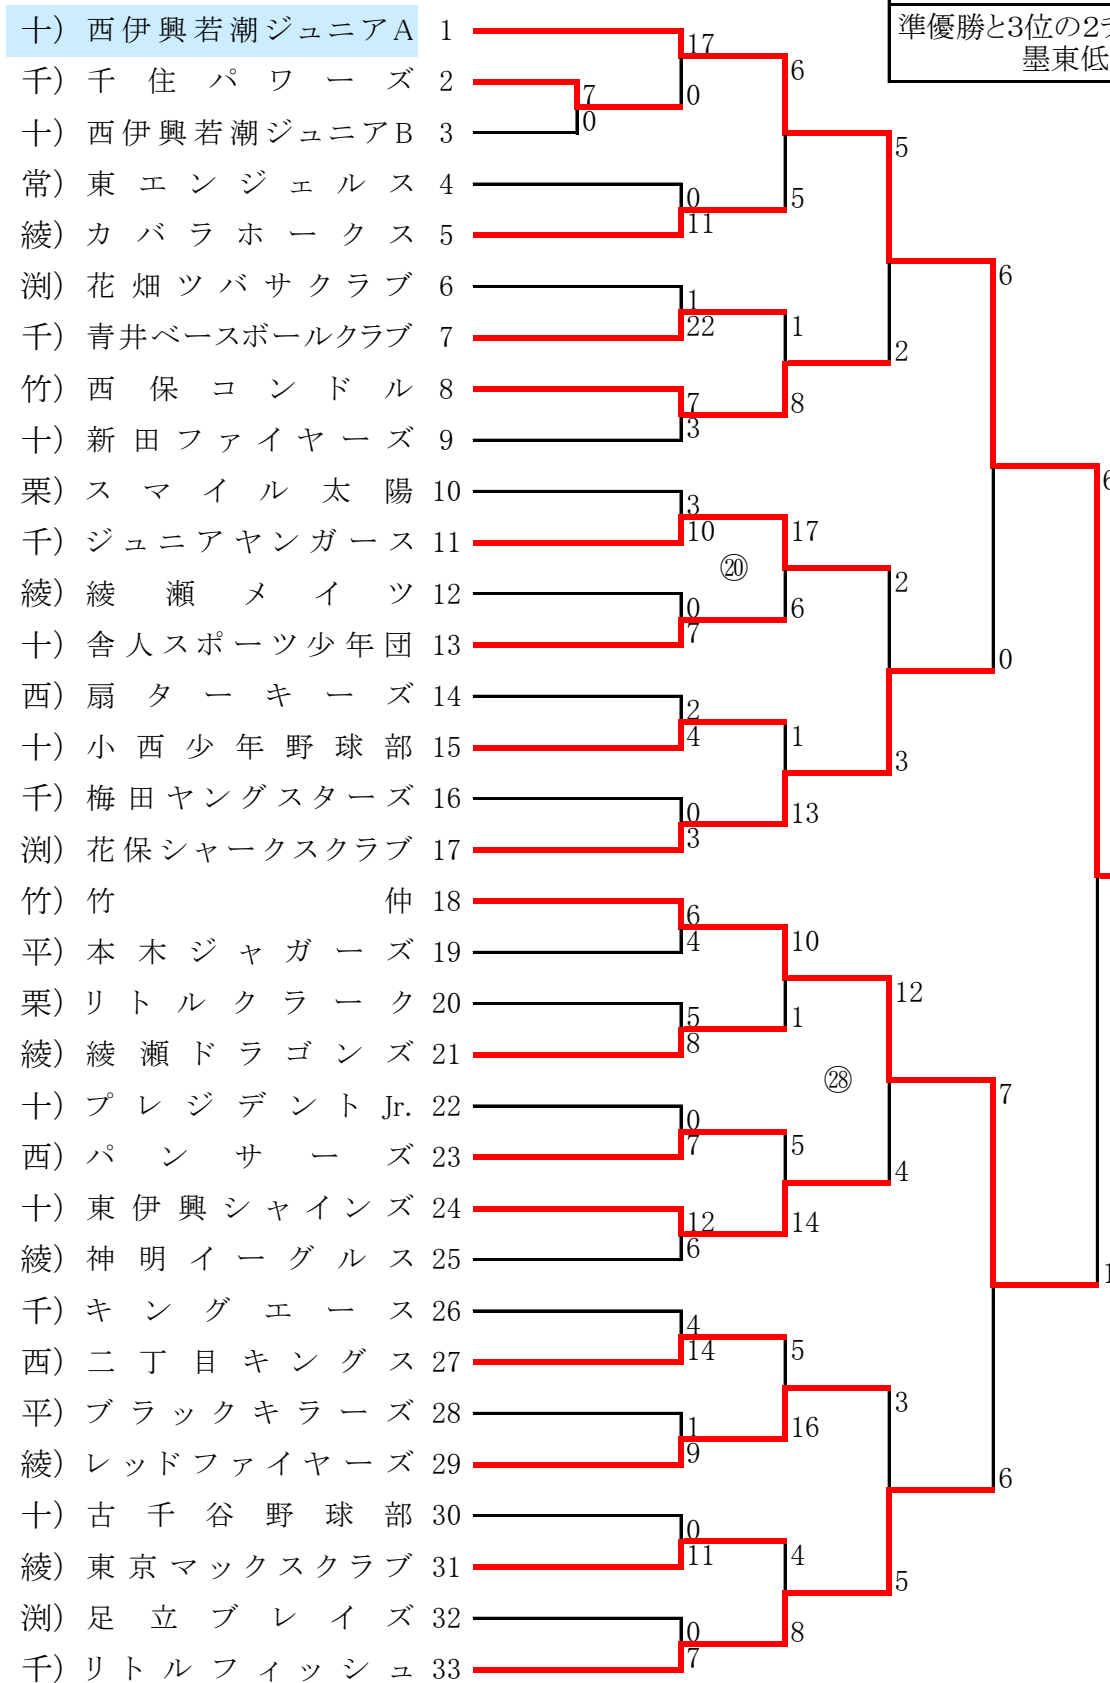 準優勝と3位の2
墨東低
十）西伊興若潮ジュニアA 1
千）千住パワーズ 2
十）西伊興若潮ジュニアB 3
常）東エンジェルス 4
綾）カバラホークス 5
渕）花畑ツバサクラブ 6
千）青井ベースボールクラブ 7
竹）西保コンドル 8
十）新田ファイヤーズ 9
栗）スマイル太陽 10
千）ジュニアヤンガース 11
綾）綾瀬メイツ 12
十）舎人スポーツ少年団 13
西）扇ターキーズ 14
十）小西少年野球部 15
千）梅田ヤングスターズ 16
渕）花保シャークスクラブ 17
竹）竹仲 18
平）本木ジャガーズ 19
栗）リトルクラーク 20
綾）綾瀬ドラゴンズ 21
十）プレジデントJr. 22
西）パンサーズ 23
十）東伊興シャインズ 24
綾）神明イーグルス 25
千）キングエース 26
西）二丁目キングス 27
平）ブラックキラーズ 28
綾）レッドファイヤーズ 29
十）古千谷野球部 30
綾）東京マックスクラブ 31
渕）足立ブレイズ 32
千）リトルフィッシュ 33
7
0
17
0
0
11
1
22
7
3
3
10
0
7
2
4
0
3
6
4
5
8
0
7
12
6
4
14
1
9
0
11
0
7
6
5
1
8
17
⑳
6
1
13
10
1
5
14
5
16
4
8
5
2
2
3
12
㉘
4
3
5
6
0
7
6
6
1